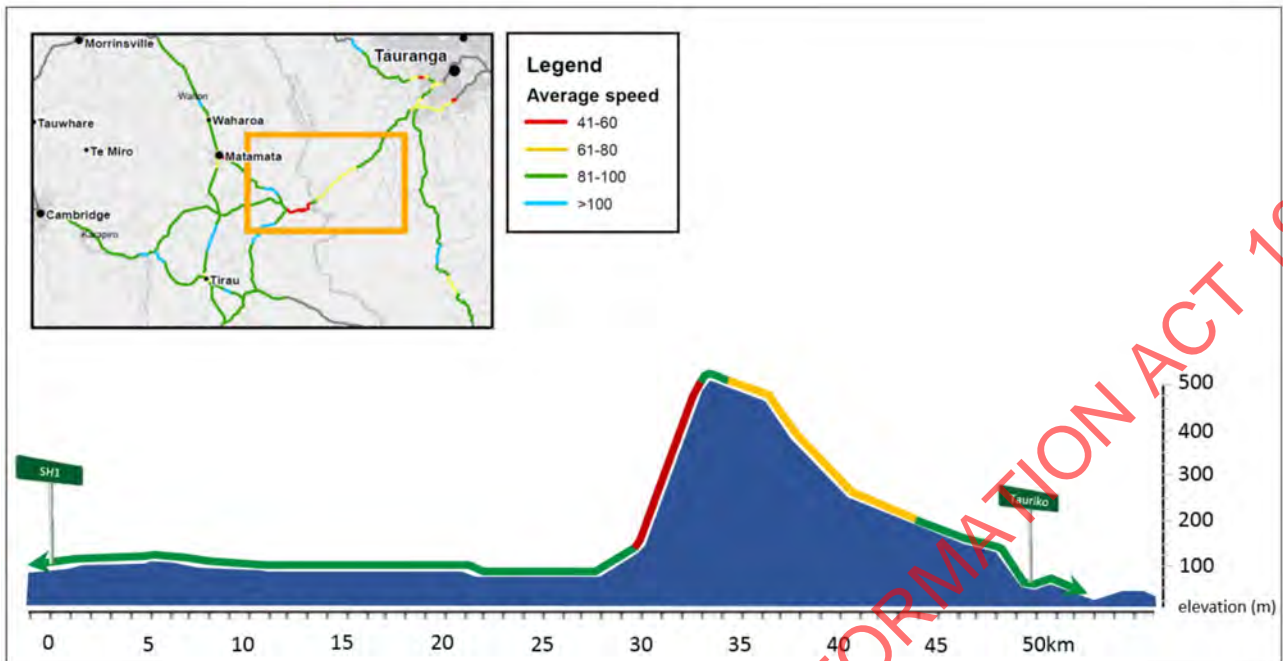 Morrinsville
Tauranga
Walton
Tauwhare
Waharoa
Te Miro
Matamata
Cambridge
Karapiro
Tirau
Legend
Average speed
41-60
61-80
81-100
>100
SH1
Tauriko
500
400
300
200
100
elevation (m)
0 5 10 15 20 25 30 35 40 45 50km
FORMATION ACT 19